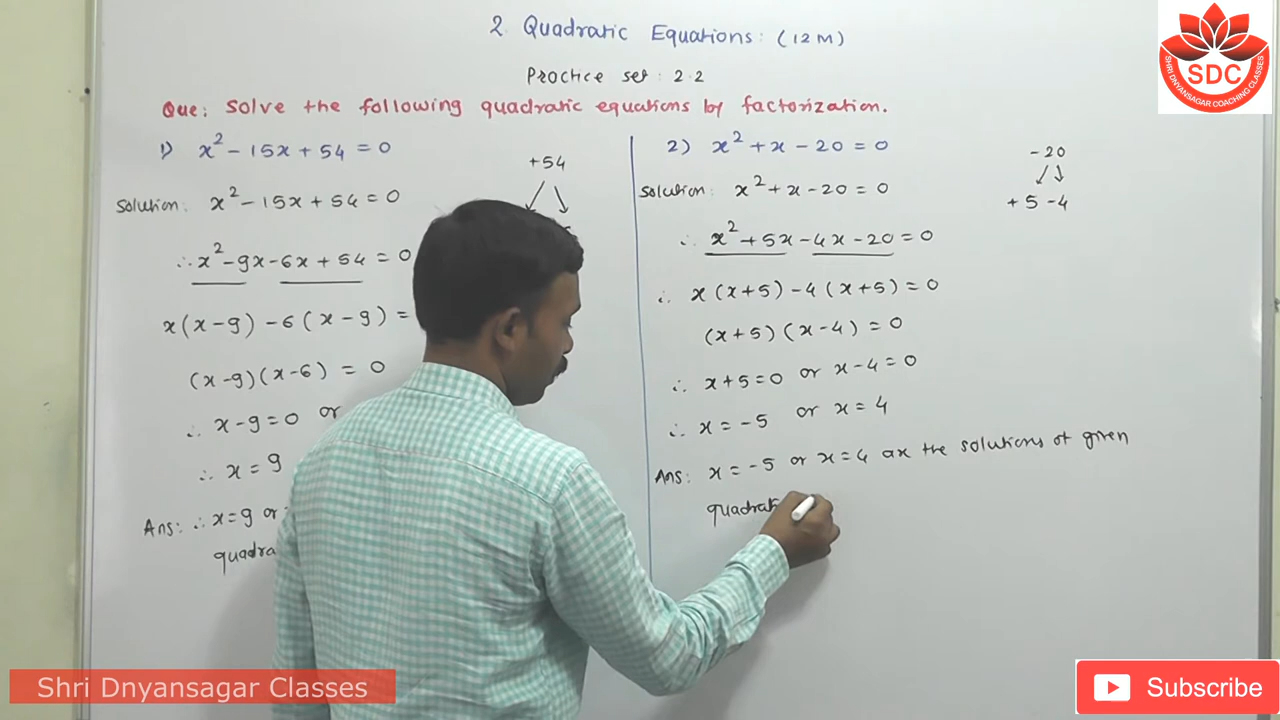 2. Quadratic Equations: (12M)
Practice set: 2.2
Que: Solve the following quadratic equations by factorization.
1) x² - 15x + 54 = 0
+54
Solution: x² - 15x + 54 = 0
∴ x² - 9x - 6x + 54 = 0
x(x-9) - 6(x-9) =
(x-9)(x-6) = 0
∴ x-9=0 or
∴ x = 9
Ans: ∴ x=9 or
quadra
2) x² + x - 20 = 0
-20
+5 -4
Solution: x² + x - 20 = 0
∴ x² + 5x - 4x - 20 = 0
∴ x(x+5) - 4(x+5) = 0
(x+5)(x-4) = 0
∴ x+5=0 or x-4=0
∴ x = -5 or x = 4
Ans: x = -5 or x = 4 are the solutions of given
quadrati
SDC
SHRI DNYANSAGAR COACHING CLASSES
Shri Dnyansagar Classes
Subscribe